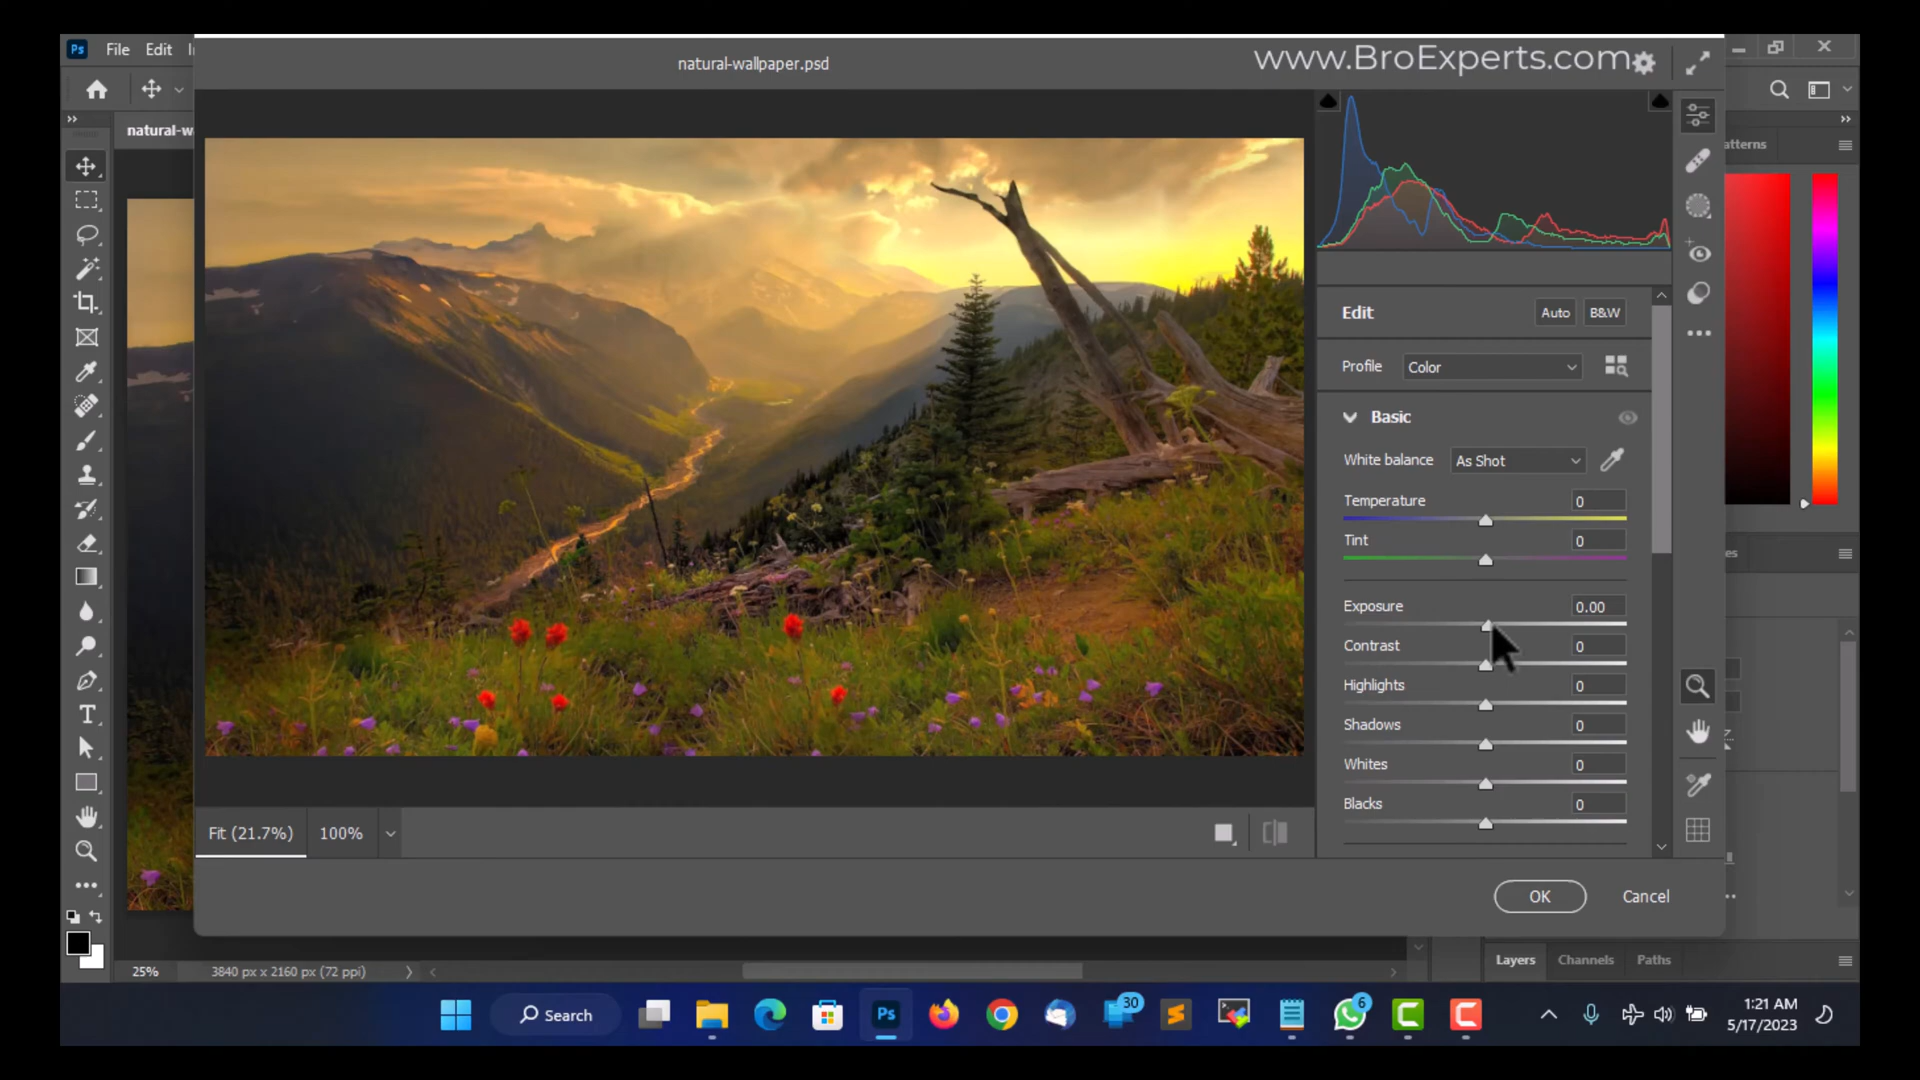 Ps File Edit
natural-wallpaper.psd
www.BroExperts.com
natural-w
atterns
Edit
Auto
B&W
Profile
Color
Basic
White balance
As Shot
Temperature
0
Tint
0
Exposure
0.00
Contrast
0
Highlights
0
Shadows
0
Whites
0
Blacks
0
Fit (21.7%)
100%
OK
Cancel
25%
3840 px x 2160 px (72 ppi)
Layers
Channels
Paths
Search
Ps
30
6
1:21 AM
5/17/2023